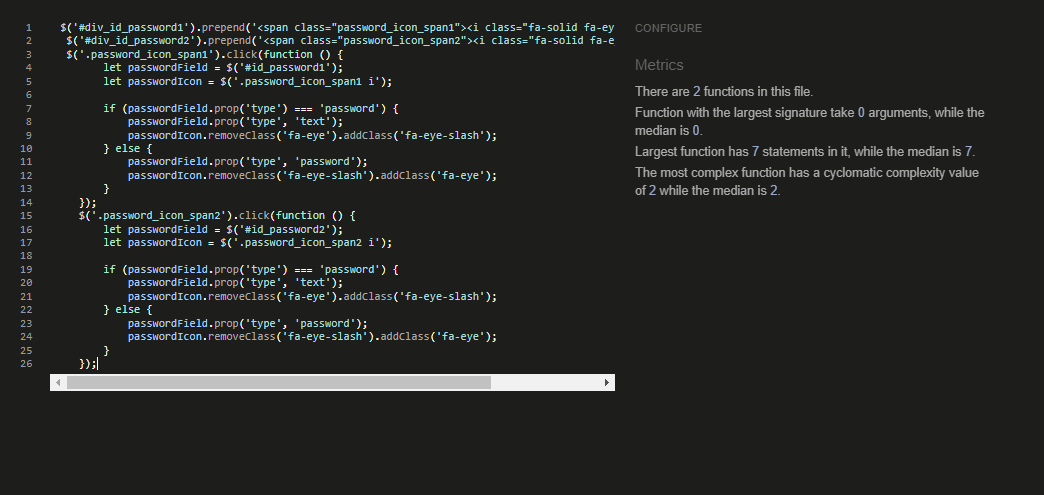 1 $('#div_id_password1').prepend('<span class="password_icon_span1"><i class="fa-solid fa-ey
2 $('#div_id_password2').prepend('<span class="password_icon_span2"><i class="fa-solid fa-e
3 $('.password_icon_span1').click(function () {
4 let passwordField = $('#id_password1');
5 let passwordIcon = $('.password_icon_span1 i');
6
7 if (passwordField.prop('type') === 'password') {
8 passwordField.prop('type', 'text');
9 passwordIcon.removeClass('fa-eye').addClass('fa-eye-slash');
10 } else {
11 passwordField.prop('type', 'password');
12 passwordIcon.removeClass('fa-eye-slash').addClass('fa-eye');
13 }
14 });
15 $('.password_icon_span2').click(function () {
16 let passwordField = $('#id_password2');
17 let passwordIcon = $('.password_icon_span2 i');
18
19 if (passwordField.prop('type') === 'password') {
20 passwordField.prop('type', 'text');
21 passwordIcon.removeClass('fa-eye').addClass('fa-eye-slash');
22 } else {
23 passwordField.prop('type', 'password');
24 passwordIcon.removeClass('fa-eye-slash').addClass('fa-eye');
25 }
26 });
CONFIGURE
Metrics
There are 2 functions in this file.
Function with the largest signature take 0 arguments, while the
median is 0.
Largest function has 7 statements in it, while the median is 7.
The most complex function has a cyclomatic complexity value
of 2 while the median is 2.